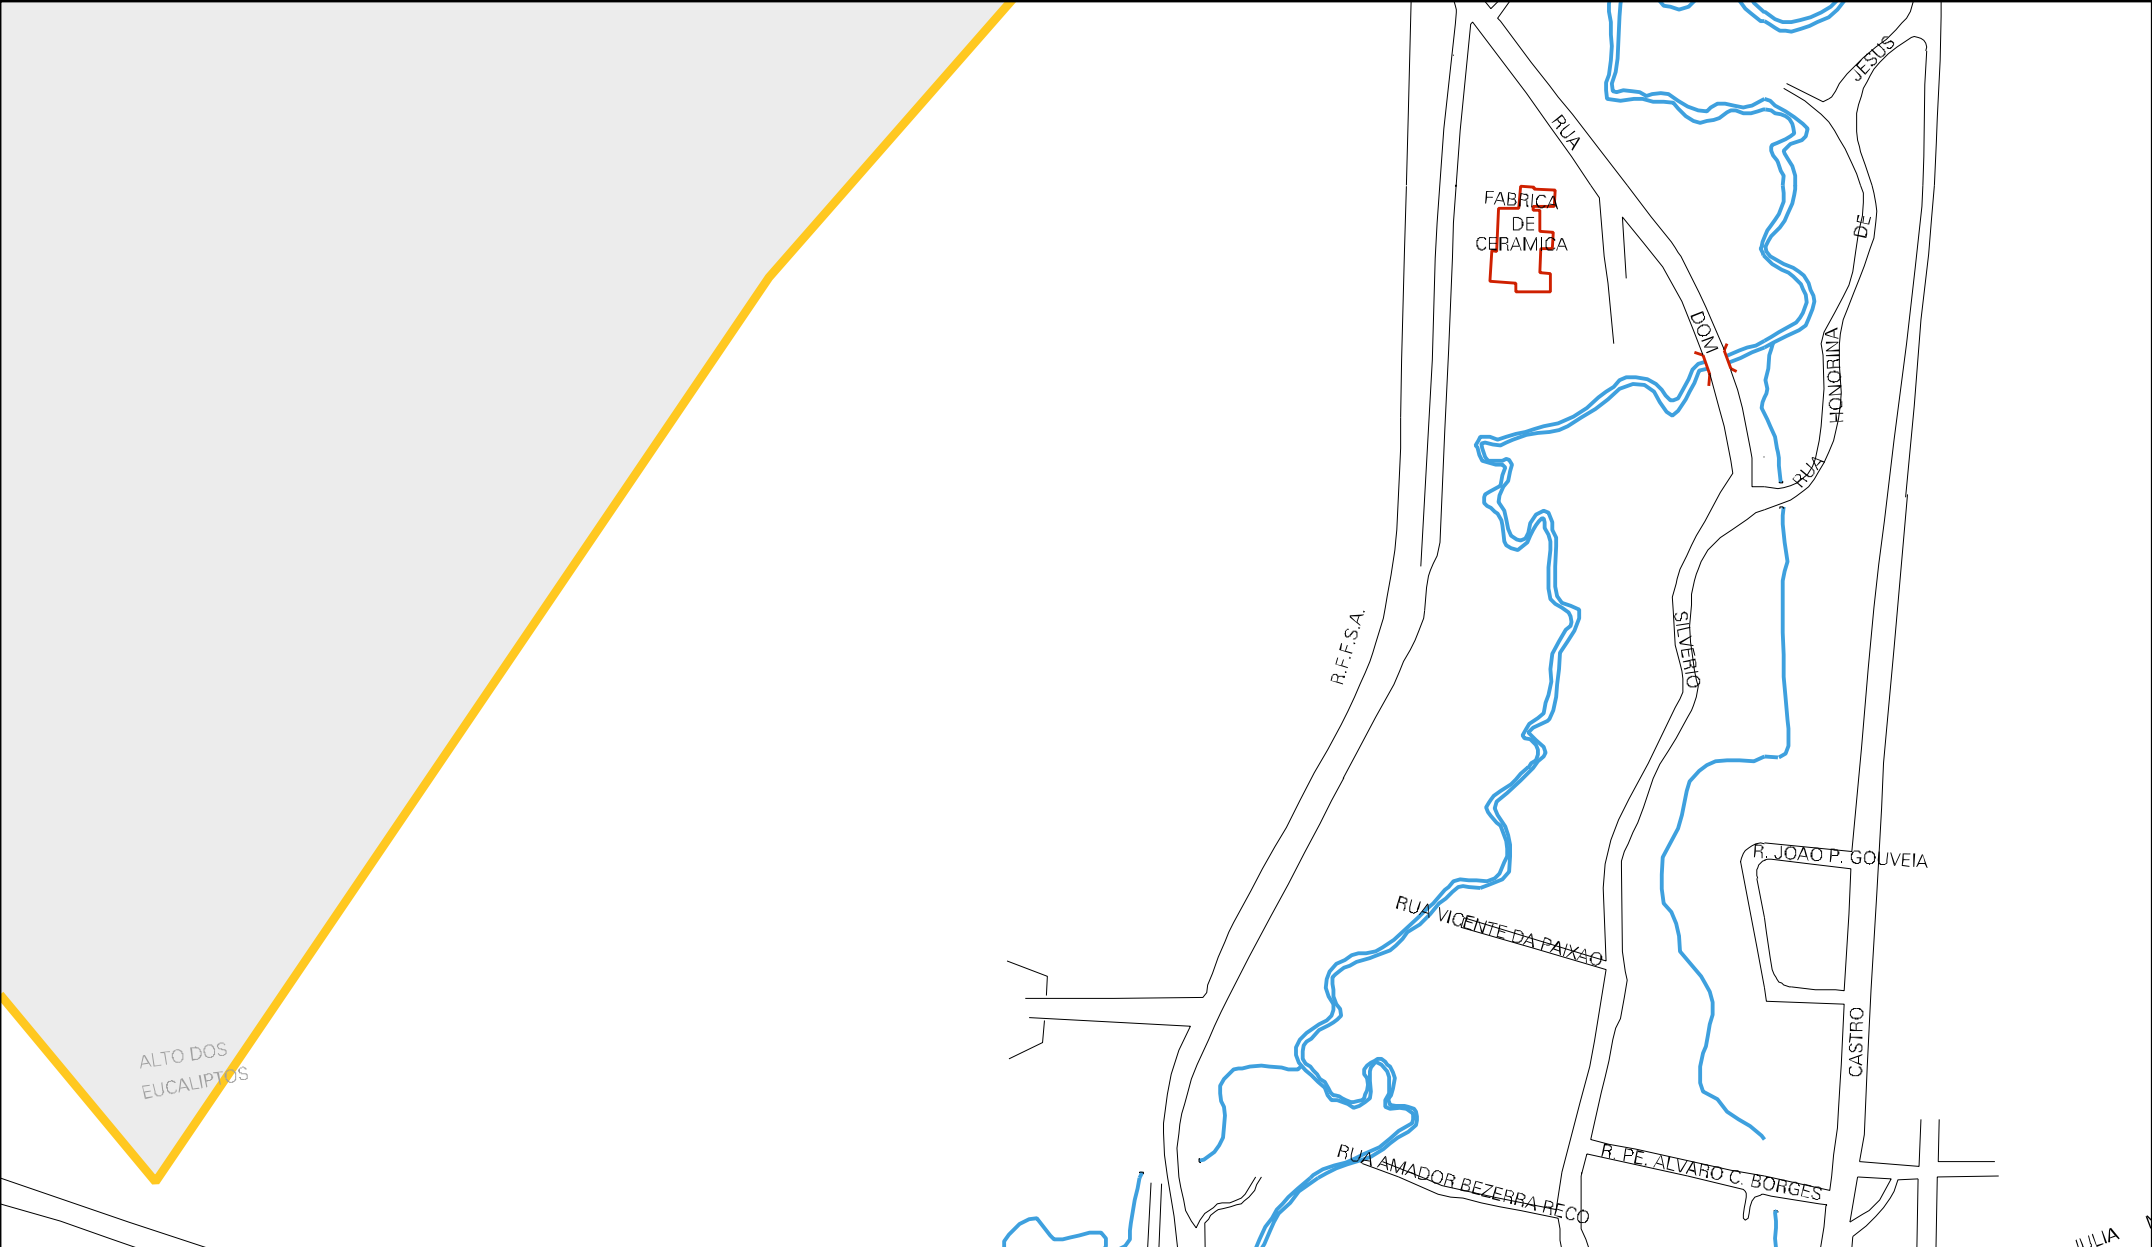 JESUS
RUA
FABRICA
DE
CERAMICA
DE
DOM
HONORINA
RUA
R.F.F.S.A.
SILVERIO
R. JOAO P. GOUVEIA
RUA VICENTE DA PAIXAO
CASTRO
ALTO DOS
EUCALIPTOS
RUA AMADOR BEZERRA RECO
R. PE. ALVARO C. BORGES
JULIA